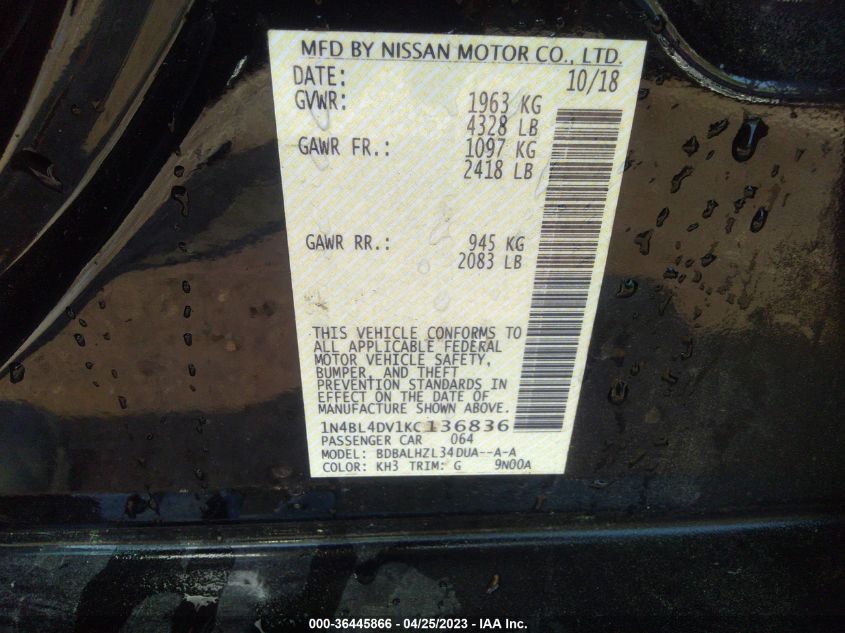 MFD BY NISSAN MOTOR CO., LTD.
DATE: 10/18
GVWR: 1963 KG
4328 LB
GAWR FR.: 1097 KG
2418 LB
GAWR RR.: 945 KG
2083 LB
THIS VEHICLE CONFORMS TO
ALL APPLICABLE FEDERAL
MOTOR VEHICLE SAFETY,
BUMPER, AND THEFT
PREVENTION STANDARDS IN
EFFECT ON THE DATE OF
MANUFACTURE SHOWN ABOVE.
1N4BL4DV1KC136836
PASSENGER CAR 064
MODEL: BDBALHZL34DUA--A-A
COLOR: KH3 TRIM: G 9N00A
000-36445866 - 04/25/2023 - IAA Inc.